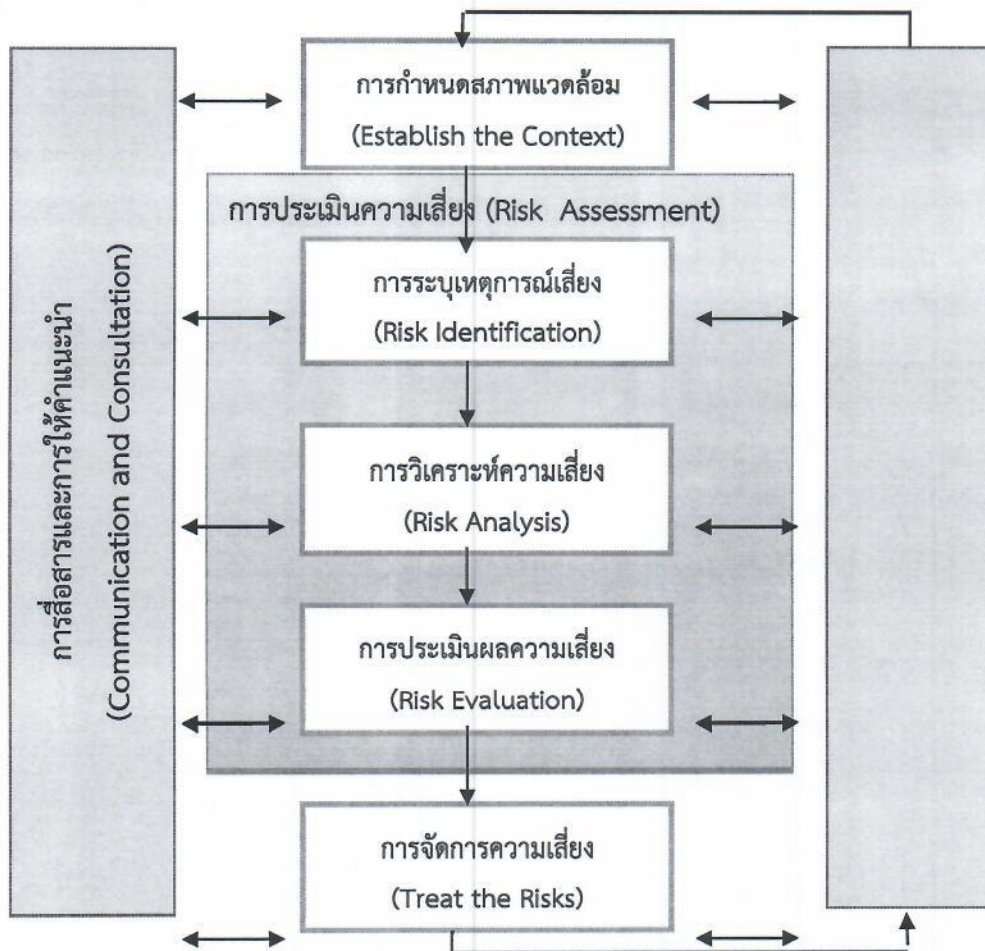 การกำหนดสภาพแวดล้อม
(Establish the Context)
การประเมินความเสี่ยง (Risk Assessment)
การระบุเหตุการณ์เสี่ยง
(Risk Identification)
การวิเคราะห์ความเสี่ยง
(Risk Analysis)
การประเมินผลความเสี่ยง
(Risk Evaluation)
การจัดการความเสี่ยง
(Treat the Risks)
การสื่อสารและการให้คำแนะนำ
(Communication and Consultation)